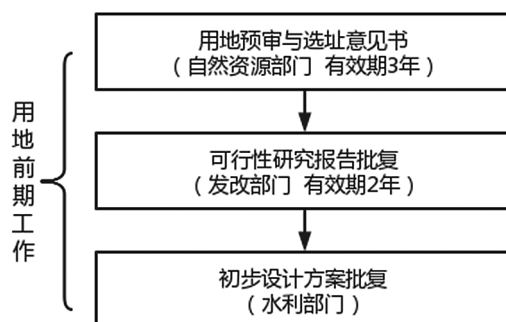 用地前期工作
用地预审与选址意见书
（自然资源部门 有效期3年）
可行性研究报告批复
（发改部门 有效期2年）
初步设计方案批复
（水利部门）